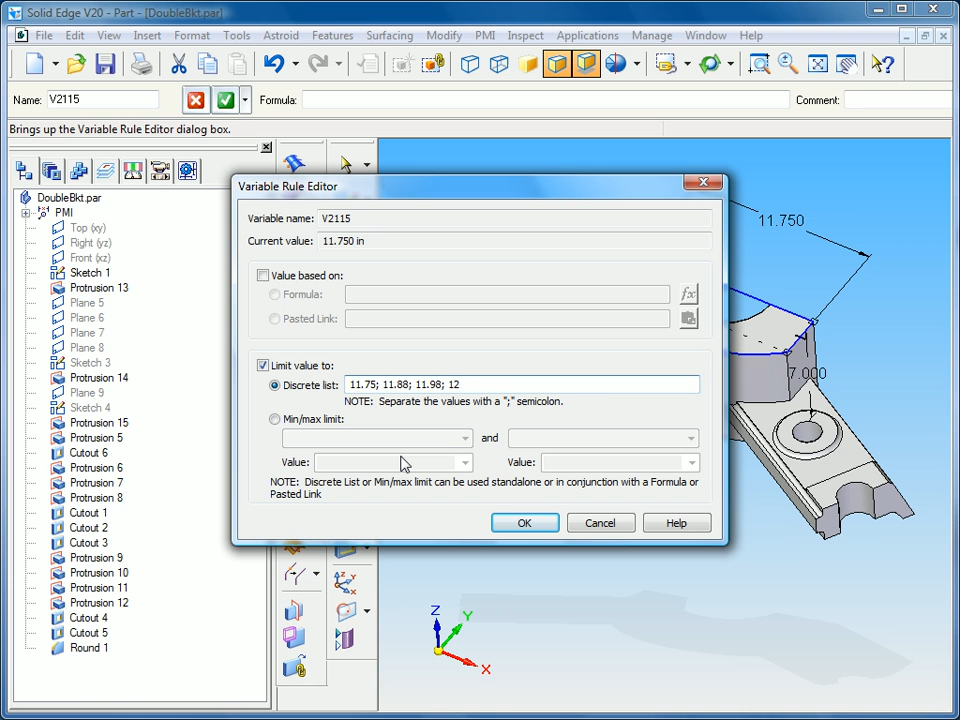 Solid Edge V20 - Part - [DoubleBkt.par]
File Edit View Insert Format Tools Astroid Features Surfacing Modify PMI Inspect Applications Manage Window Help
Name: V2115 Formula: Comment:
Brings up the Variable Rule Editor dialog box.
DoubleBkt.par
PMI
Top (xy)
Right (yz)
Front (xz)
Sketch 1
Protrusion 13
Plane 5
Plane 6
Plane 7
Plane 8
Sketch 3
Protrusion 14
Plane 9
Sketch 4
Protrusion 15
Protrusion 5
Cutout 6
Protrusion 6
Protrusion 7
Protrusion 8
Cutout 1
Cutout 2
Cutout 3
Protrusion 9
Protrusion 10
Protrusion 11
Protrusion 12
Cutout 4
Cutout 5
Round 1
Variable Rule Editor
Variable name: V2115
Current value: 11.750 in
Value based on:
Formula:
fx
Pasted Link:
Limit value to:
Discrete list: 11.75; 11.88; 11.98; 12
NOTE: Separate the values with a ";" semicolon.
Min/max limit:
and
Value: Value:
NOTE: Discrete List or Min/max limit can be used standalone or in conjunction with a Formula or
Pasted Link
OK Cancel Help
11.750
7.000
Z
Y
X